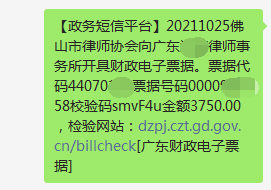 【政务短信平台】20211025佛
山市律师协会向广东 律师事
务所开具财政电子票据。票据代
码44070 票据号码0000
58校验码smvF4u金额3750.00
，检验网站：dzpj.czt.gd.gov.
cn/billcheck[广东财政电子票
据]